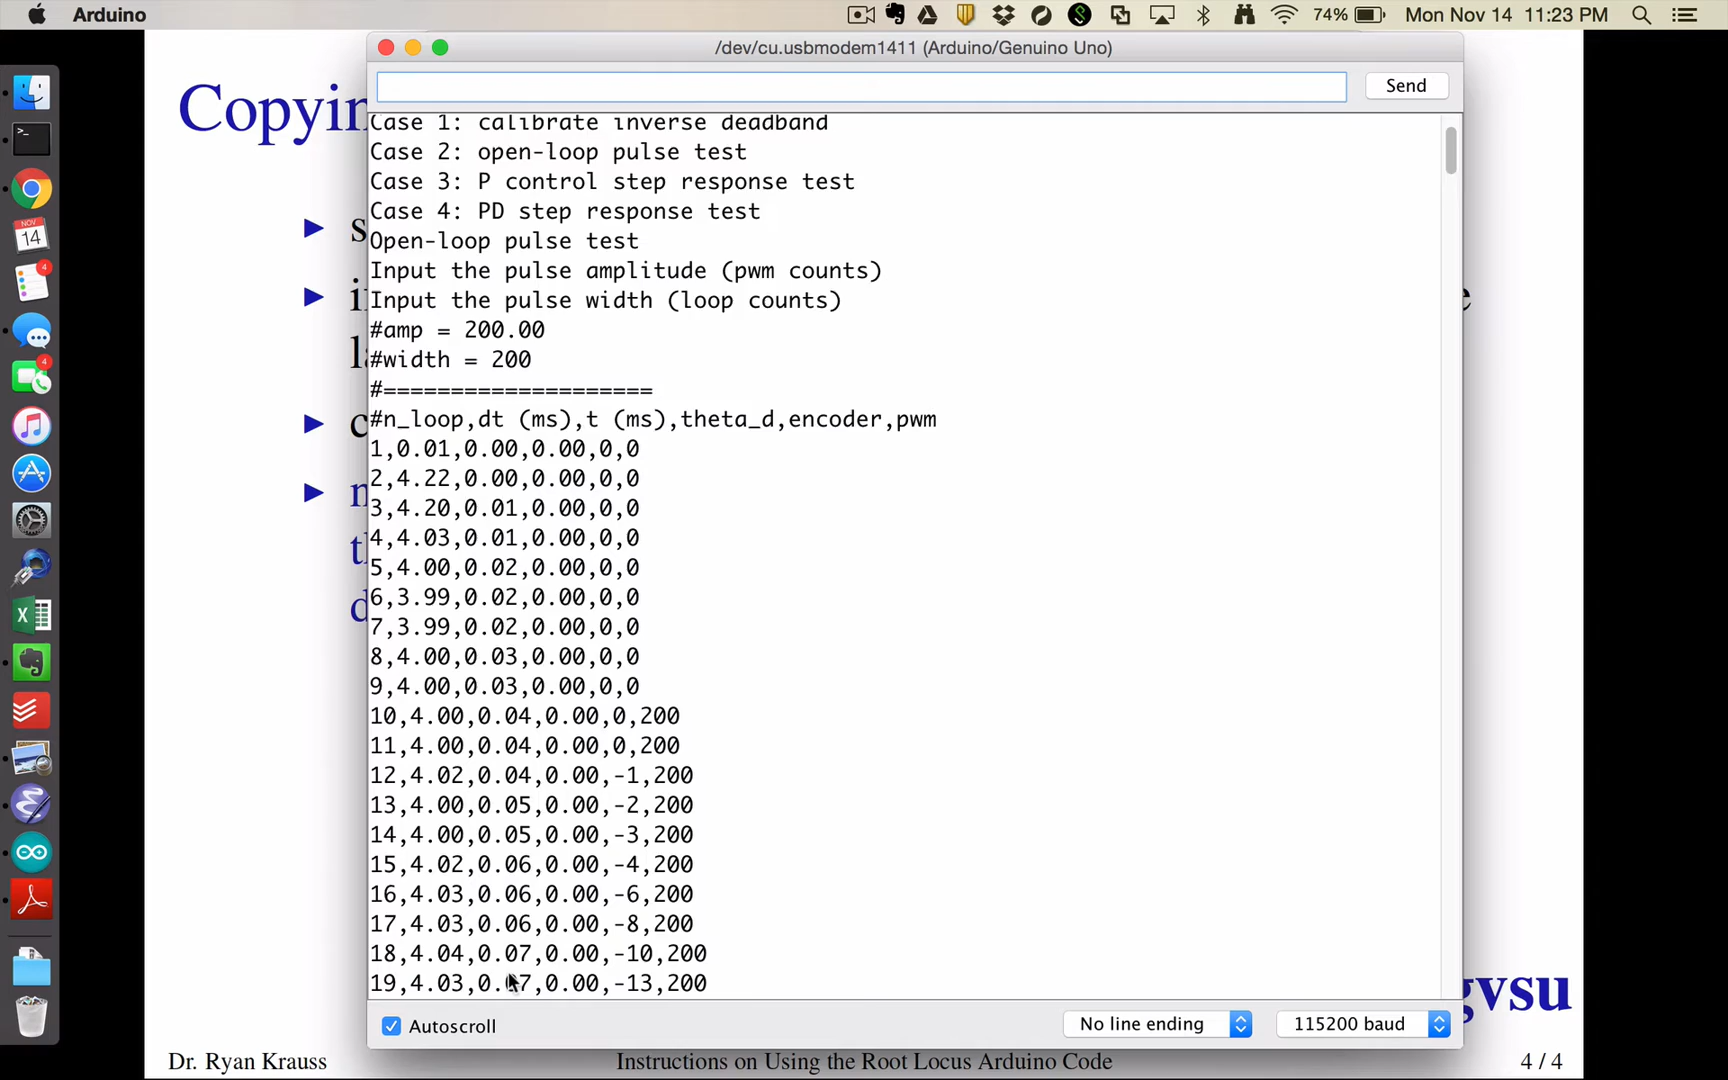 Arduino
74%
Mon Nov 14 11:23 PM
/dev/cu.usbmodem1411 (Arduino/Genuino Uno)
Send
Case 1: calibrate inverse deadband
Case 2: open-loop pulse test
Case 3: P control step response test
Case 4: PD step response test
Open-loop pulse test
Input the pulse amplitude (pwm counts)
Input the pulse width (loop counts)
#amp = 200.00
#width = 200
#====================
#n_loop,dt (ms),t (ms),theta_d,encoder,pwm
1,0.01,0.00,0.00,0,0
2,4.22,0.00,0.00,0,0
3,4.20,0.01,0.00,0,0
4,4.03,0.01,0.00,0,0
5,4.00,0.02,0.00,0,0
6,3.99,0.02,0.00,0,0
7,3.99,0.02,0.00,0,0
8,4.00,0.03,0.00,0,0
9,4.00,0.03,0.00,0,0
10,4.00,0.04,0.00,0,200
11,4.00,0.04,0.00,0,200
12,4.02,0.04,0.00,-1,200
13,4.00,0.05,0.00,-2,200
14,4.00,0.05,0.00,-3,200
15,4.02,0.06,0.00,-4,200
16,4.03,0.06,0.00,-6,200
17,4.03,0.06,0.00,-8,200
18,4.04,0.07,0.00,-10,200
19,4.03,0.07,0.00,-13,200
Autoscroll
No line ending
115200 baud
NOV
14
4
4
gvsu
Dr. Ryan Krauss
Instructions on Using the Root Locus Arduino Code
4 / 4